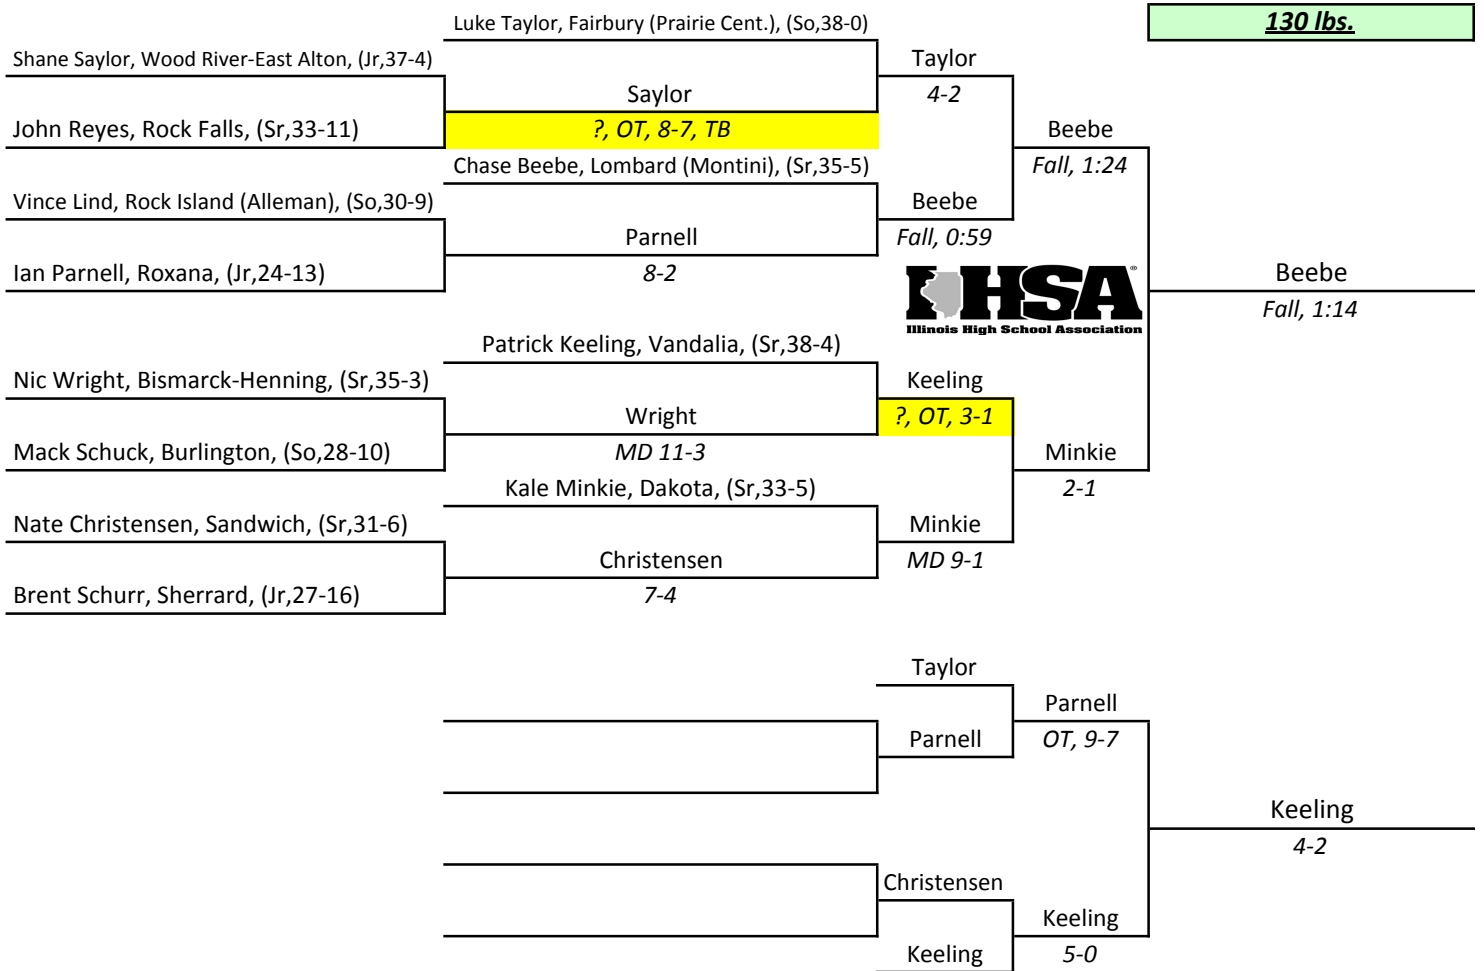 Luke Taylor, Fairbury (Prairie Cent.), (So,38-0)
130 lbs.
Shane Saylor, Wood River-East Alton, (Jr,37-4)
Taylor
Saylor
4-2
John Reyes, Rock Falls, (Sr,33-11)
?, OT, 8-7, TB
Beebe
Chase Beebe, Lombard (Montini), (Sr,35-5)
Fall, 1:24
Vince Lind, Rock Island (Alleman), (So,30-9)
Beebe
Parnell
Fall, 0:59
Ian Parnell, Roxana, (Jr,24-13)
8-2
IHSA
Illinois High School Association
Beebe
Fall, 1:14
Patrick Keeling, Vandalia, (Sr,38-4)
Nic Wright, Bismarck-Henning, (Sr,35-3)
Keeling
Wright
?, OT, 3-1
Mack Schuck, Burlington, (So,28-10)
MD 11-3
Minkie
Kale Minkie, Dakota, (Sr,33-5)
2-1
Nate Christensen, Sandwich, (Sr,31-6)
Minkie
Christensen
MD 9-1
Brent Schurr, Sherrard, (Jr,27-16)
7-4
Taylor
Parnell
Parnell
OT, 9-7
Keeling
4-2
Christensen
Keeling
Keeling
5-0